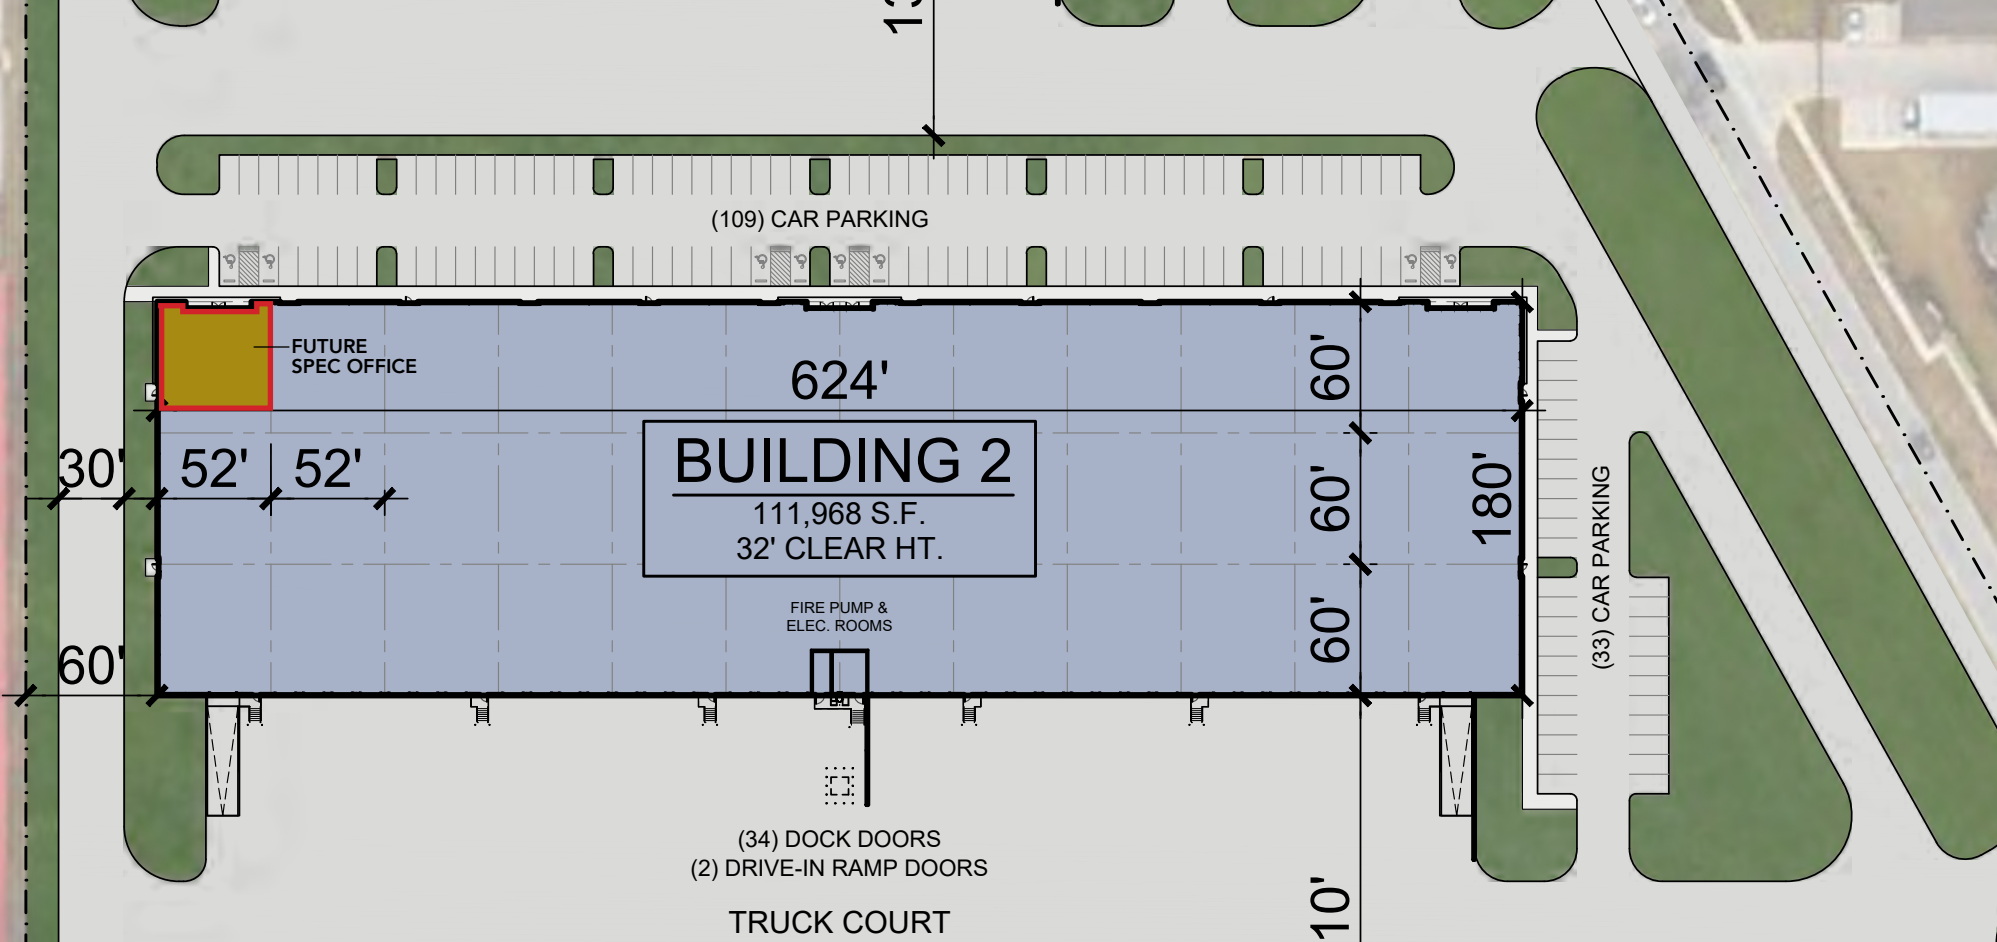 (109) CAR PARKING
FUTURE
SPEC OFFICE
624'
60'
30'
52'
52'
BUILDING 2
111,968 S.F.
32' CLEAR HT.
60'
180'
(33) CAR PARKING
FIRE PUMP &
ELEC. ROOMS
60'
60'
(34) DOCK DOORS
(2) DRIVE-IN RAMP DOORS
TRUCK COURT